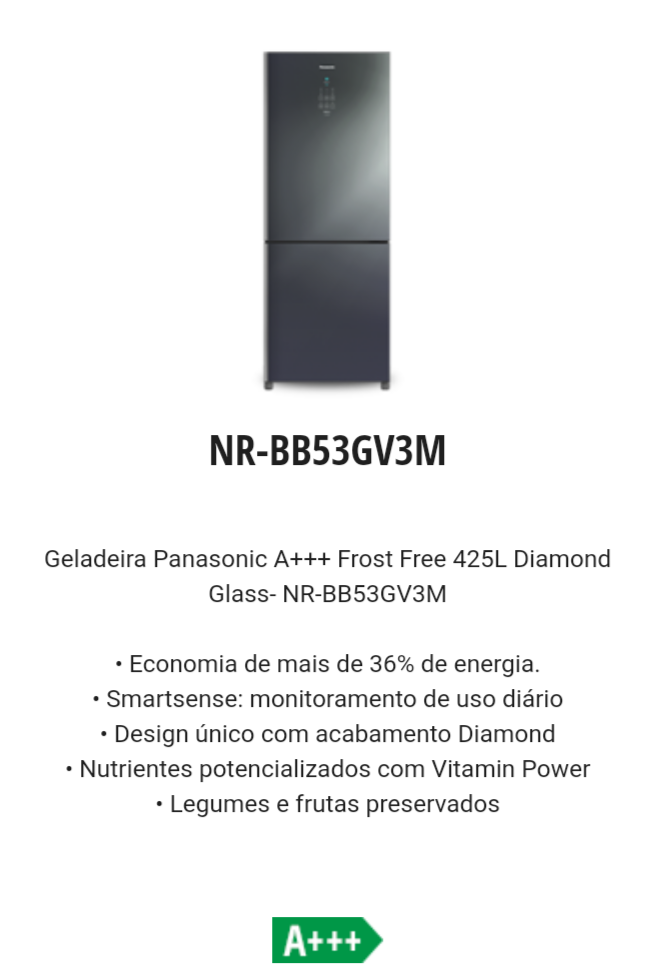 Panasonic
NR-BB53GV3M
Geladeira Panasonic A+++ Frost Free 425L Diamond
Glass- NR-BB53GV3M
• Economia de mais de 36% de energia.
• Smartsense: monitoramento de uso diário
• Design único com acabamento Diamond
• Nutrientes potencializados com Vitamin Power
• Legumes e frutas preservados
A+++